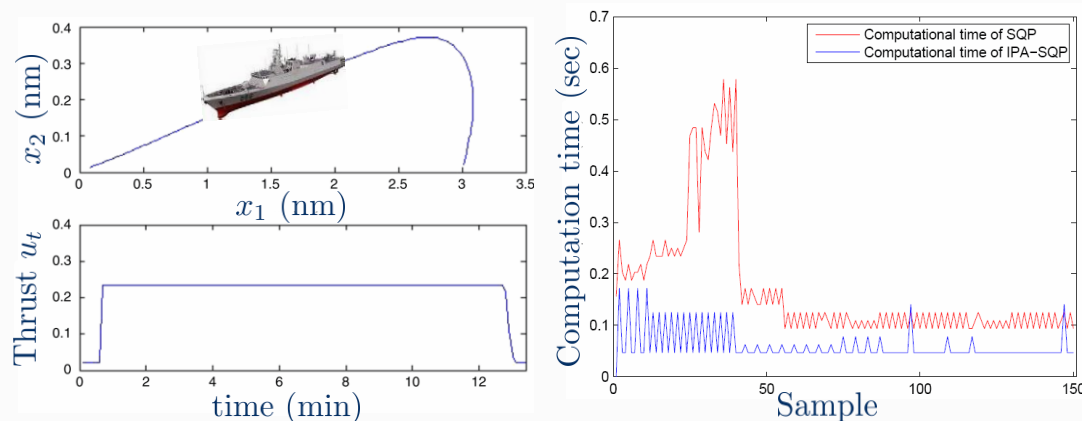 0.4
0.3
0.2
0.1
0
x₂ (nm)
0 0.5 1 1.5 2 2.5 3 3.5
x₁ (nm)
0.4
0.3
0.2
0.1
0
Thrust uₜ
0 2 4 6 8 10 12
time (min)
0.7
0.6
0.5
0.4
0.3
0.2
0.1
0
Computation time (sec)
Computational time of SQP
Computational time of IPA-SQP
0 50 100 150
Sample